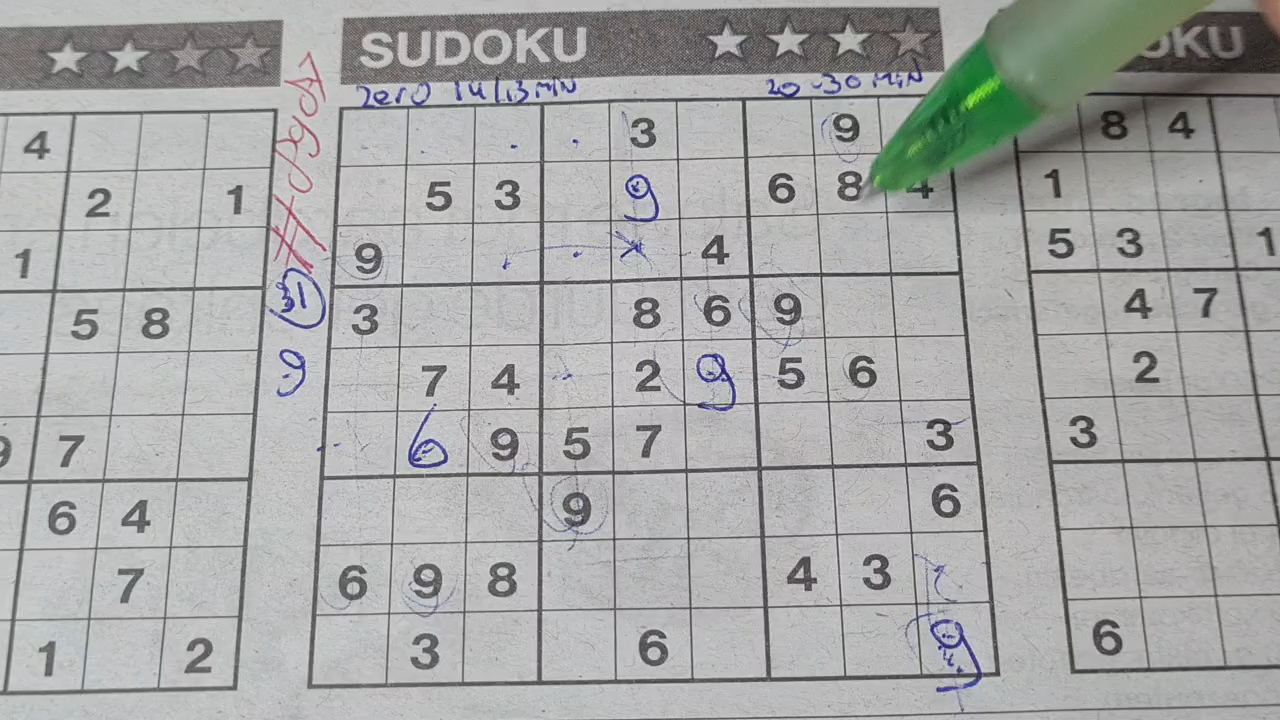 SUDOKU
OKU
zero 14/13 MIN 20-30 MIN
4 3 9 8 4
2 1 5 3 9 6 8 4 1
1 9 4 5 3 1
5 8 3 8 6 9 4 7
7 4 2 9 5 6 2
9 7 6 9 5 7 3 3
6 4 9 6
7 6 9 8 4 3
1 2 3 6 9 6